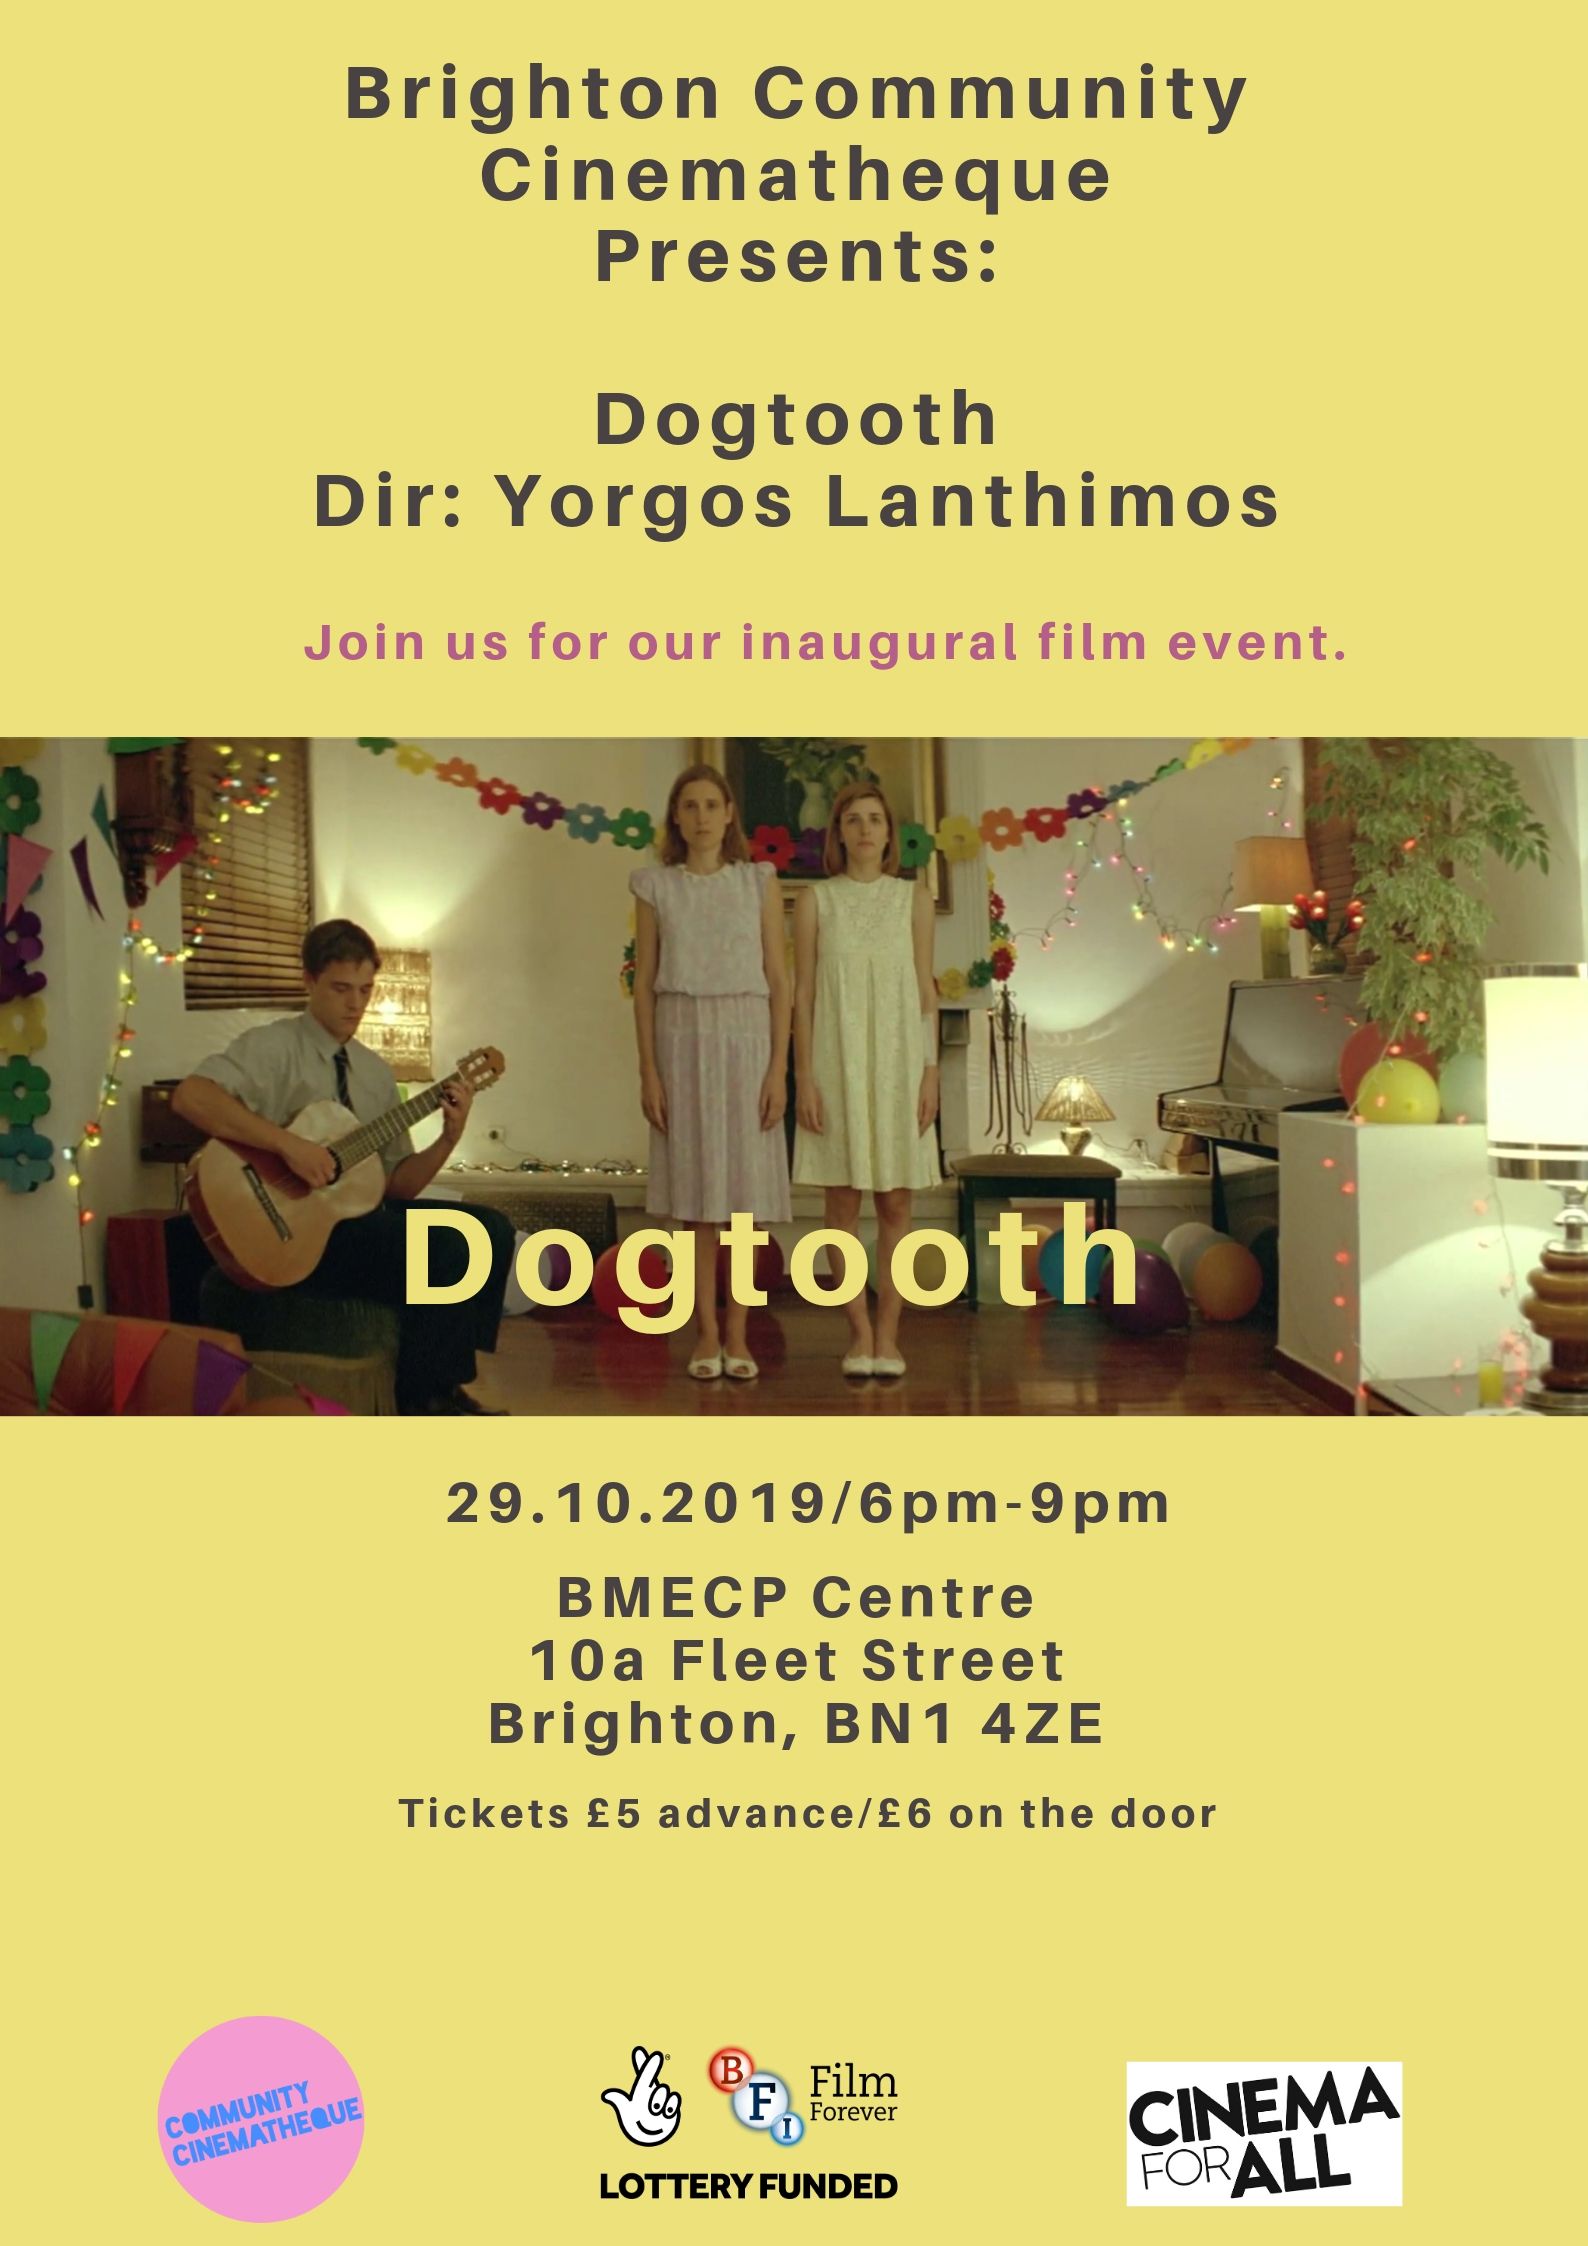 Brighton Community
Cinematheque
Presents:
Dogtooth
Dir: Yorgos Lanthimos
Join us for our inaugural film event.
Dogtooth
29.10.2019/6pm-9pm
BMECP Centre
10a Fleet Street
Brighton, BN1 4ZE
Tickets £5 advance/£6 on the door
COMMUNITY
CINEMATHEQUE
BFI
Film
Forever
LOTTERY FUNDED
CINEMA
FOR ALL